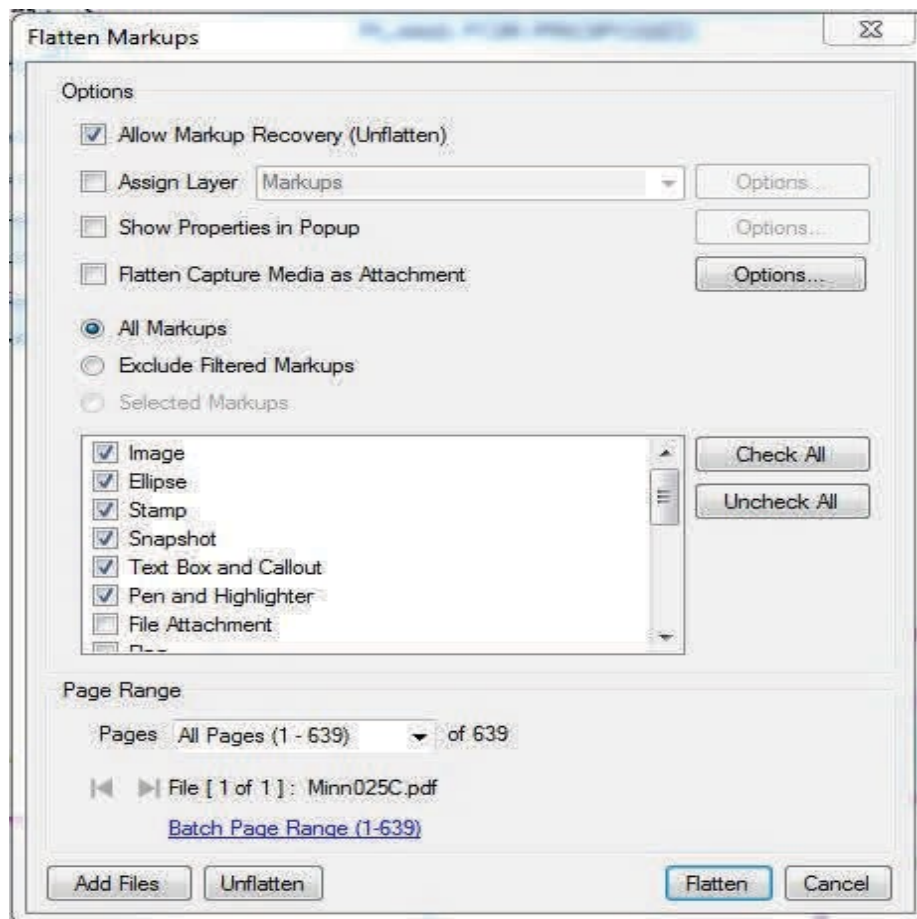 Flatten Markups
PLANS FOR PROPOSED
Options
Allow Markup Recovery (Unflatten)
Assign Layer Markups Options...
Show Properties in Popup Options...
Flatten Capture Media as Attachment Options...
All Markups
Exclude Filtered Markups
Selected Markups
Image Check All
Ellipse
Stamp Uncheck All
Snapshot
Text Box and Callout
Pen and Highlighter
File Attachment
Page Range
Pages All Pages (1 - 639) of 639
File [ 1 of 1 ] : Minn025C.pdf
Batch Page Range (1-639)
Add Files Unflatten Flatten Cancel